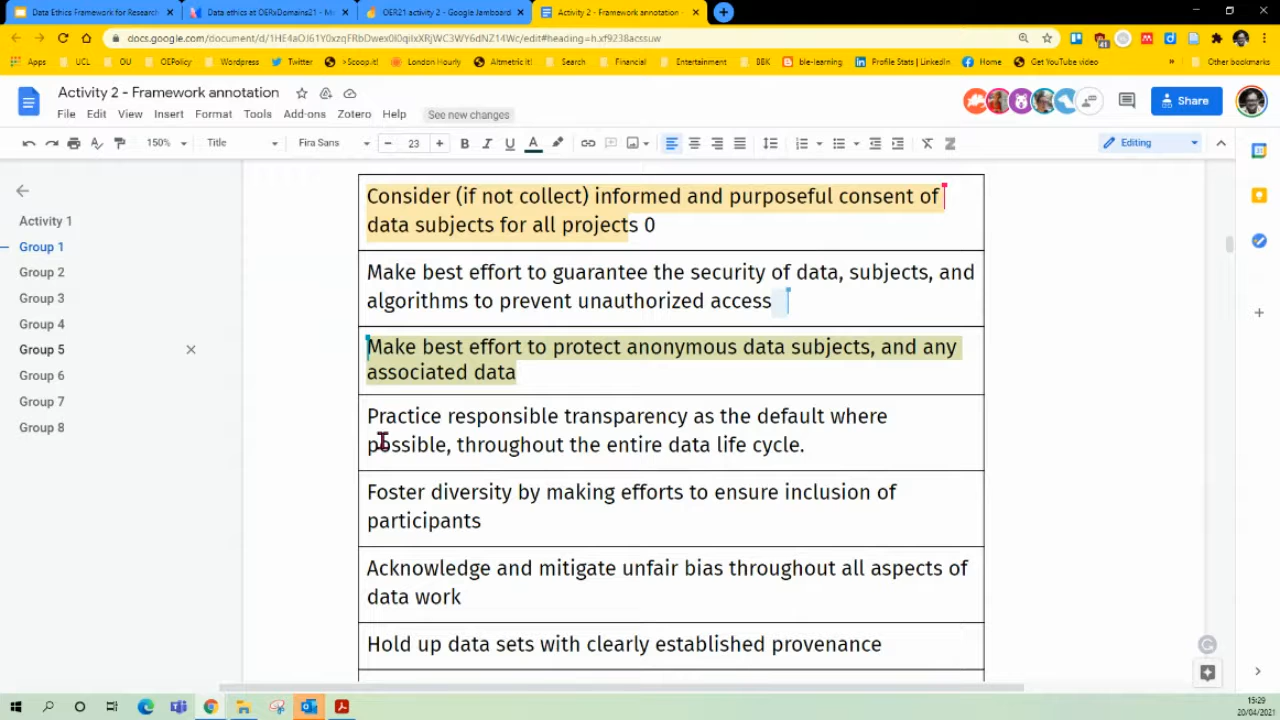 Data Ethics Framework for Research
Data ethics at OERxDomains21 - M
OER21 activity 2 - Google Jamboard
Activity 2 - Framework annotation -
docs.google.com/document/d/1HE4aOJ61Y0xzqFRbDwex0I0qiIxXRjWC3WY6dNZ14Wc/edit#heading=h.xf9238acssuw
41
Apps
UCL
OU
OEPolicy
Wordpress
Twitter
>Scoop.it!
London Hourly
Altmetric it!
Search
Financial
Entertainment
BBK
ble-learning
Profile Stats | LinkedIn
Home
Get YouTube video
»
Other bookmarks
Activity 2 - Framework annotation
File Edit View Insert Format Tools Add-ons Zotero Help See new changes
Share
150% Title Fira Sans - 23 + B I U A Editing
Activity 1
Group 1
Group 2
Group 3
Group 4
Group 5
Group 6
Group 7
Group 8
Consider (if not collect) informed and purposeful consent of
data subjects for all projects 0
Make best effort to guarantee the security of data, subjects, and
algorithms to prevent unauthorized access
Make best effort to protect anonymous data subjects, and any
associated data
Practice responsible transparency as the default where
possible, throughout the entire data life cycle.
Foster diversity by making efforts to ensure inclusion of
participants
Acknowledge and mitigate unfair bias throughout all aspects of
data work
Hold up data sets with clearly established provenance
15:29
20/04/2021